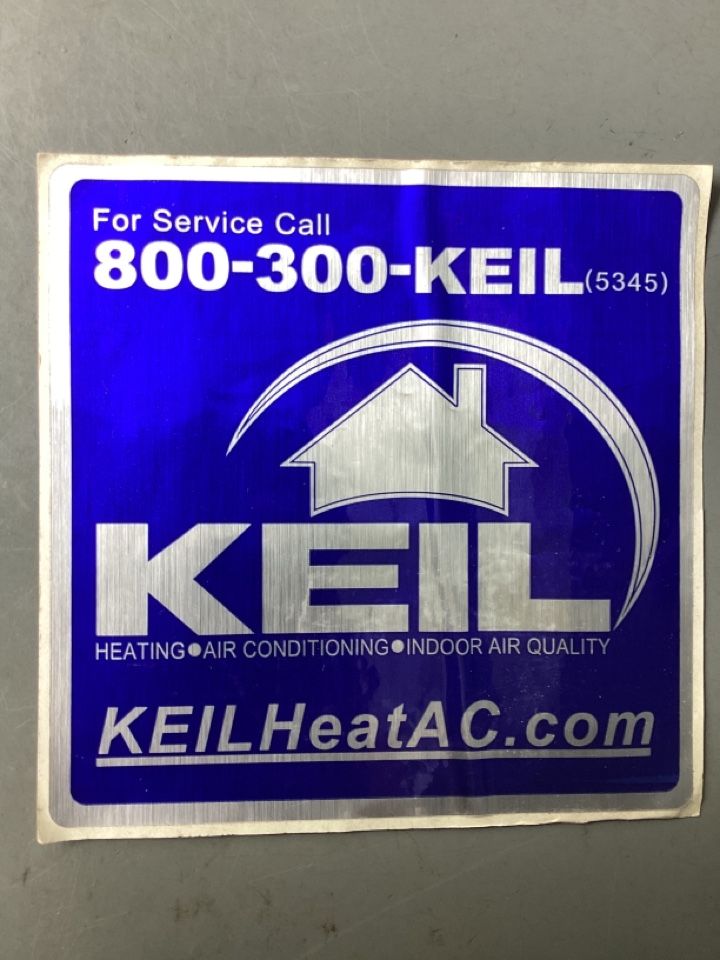 For Service Call
800-300-KEIL(5345)
KEIL
HEATING●AIR CONDITIONING●INDOOR AIR QUALITY
KEILHeatAC.com